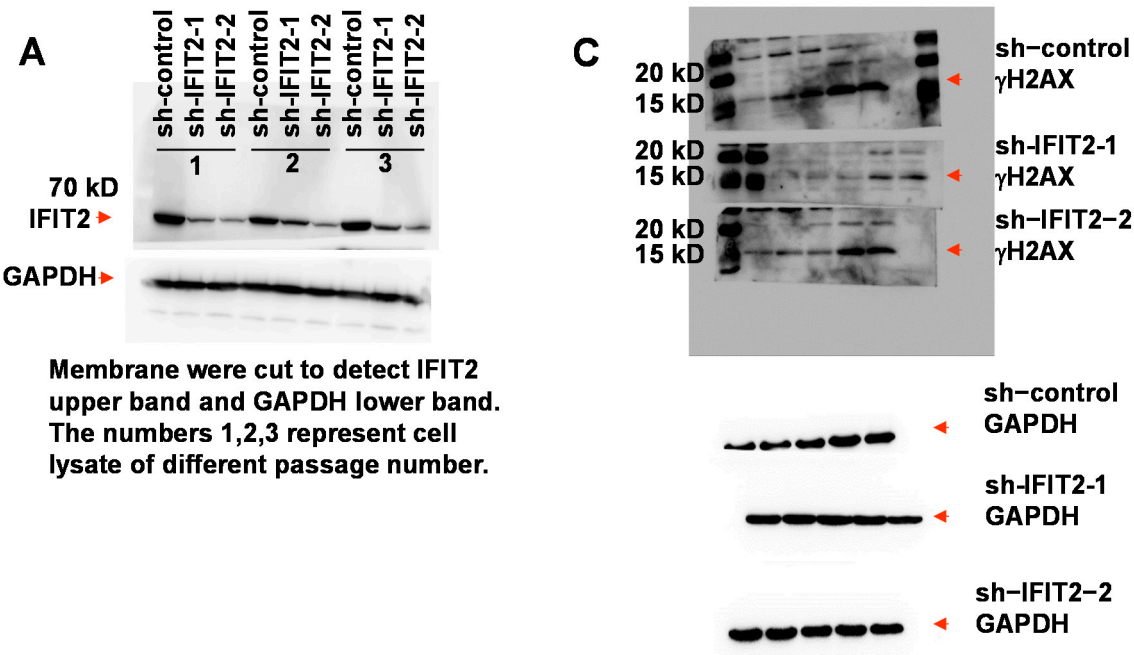 A
sh-control
sh-IFIT2-1
sh-IFIT2-2
sh-control
sh-IFIT2-1
sh-IFIT2-2
sh-control
sh-IFIT2-1
sh-IFIT2-2
1
2
3
70 kD
IFIT2
GAPDH
Membrane were cut to detect IFIT2
upper band and GAPDH lower band.
The numbers 1,2,3 represent cell
lysate of different passage number.
C
20 kD
15 kD
sh−control
γH2AX
20 kD
15 kD
sh-IFIT2-1
γH2AX
20 kD
15 kD
sh−IFIT2−2
γH2AX
sh−control
GAPDH
sh-IFIT2-1
GAPDH
sh−IFIT2−2
GAPDH